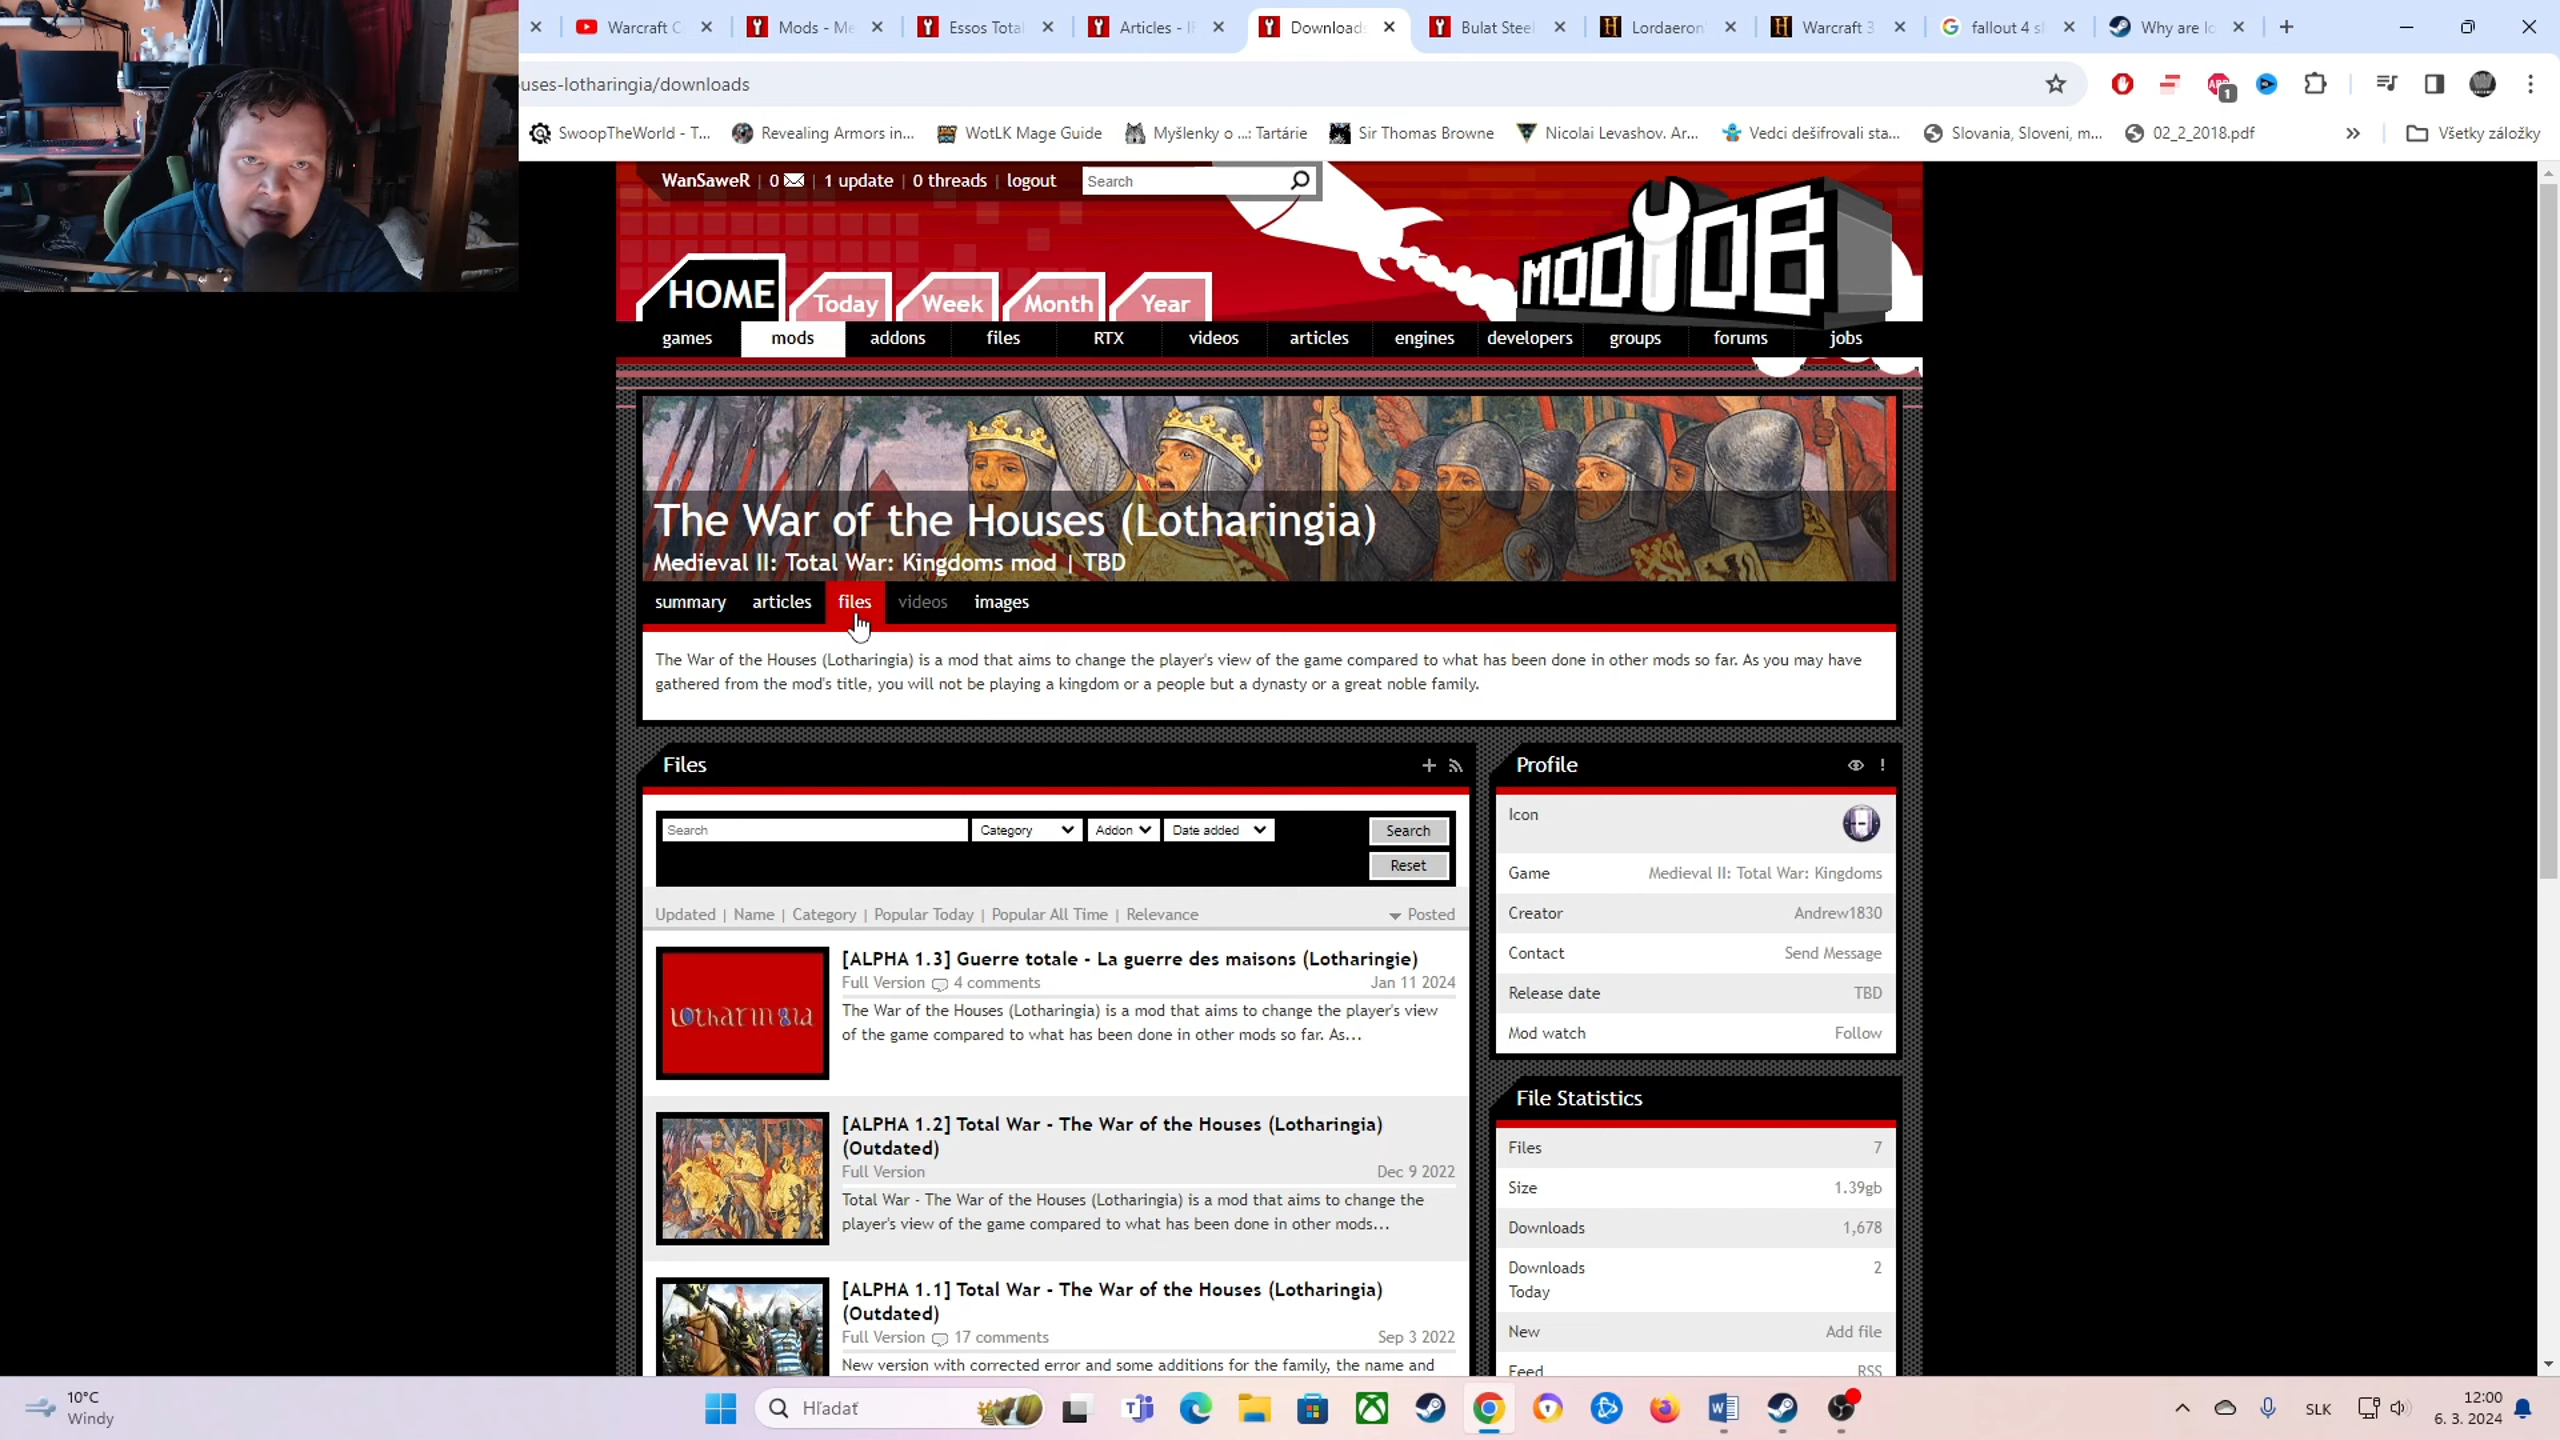 Warcraft C
Mods - Me
Essos Total
Articles - I
Downloads
Bulat Steel
Lordaeron'
Warcraft 3
fallout 4 s
Why are lo
uses-lotharingia/downloads
1
SwoopTheWorld - T...
Revealing Armors in...
WotLK Mage Guide
Myšlenky o ...: Tartárie
Sir Thomas Browne
Nicolai Levashov. Ar...
Vedci dešifrovali sta...
Slovania, Sloveni, m...
02_2_2018.pdf
»
Všetky záložky
WanSaweR | 0 | 1 update | 0 threads | logout
Search
MODDB
HOME
Today
Week
Month
Year
games
mods
addons
files
RTX
videos
articles
engines
developers
groups
forums
jobs
The War of the Houses (Lotharingia)
Medieval II: Total War: Kingdoms mod | TBD
summary
articles
files
videos
images
The War of the Houses (Lotharingia) is a mod that aims to change the player's view of the game compared to what has been done in other mods so far. As you may have
gathered from the mod's title, you will not be playing a kingdom or a people but a dynasty or a great noble family.
Files
Search
Category
Addon
Date added
Search
Reset
Updated | Name | Category | Popular Today | Popular All Time | Relevance
Posted
Lotharingia
[ALPHA 1.3] Guerre totale - La guerre des maisons (Lotharingie)
Full Version 4 comments
Jan 11 2024
The War of the Houses (Lotharingia) is a mod that aims to change the player's view
of the game compared to what has been done in other mods so far. As...
[ALPHA 1.2] Total War - The War of the Houses (Lotharingia)
(Outdated)
Full Version
Dec 9 2022
Total War - The War of the Houses (Lotharingia) is a mod that aims to change the
player's view of the game compared to what has been done in other mods...
[ALPHA 1.1] Total War - The War of the Houses (Lotharingia)
(Outdated)
Full Version 17 comments
Sep 3 2022
New version with corrected error and some additions for the family, the name and
Profile
Icon
Game
Medieval II: Total War: Kingdoms
Creator
Andrew1830
Contact
Send Message
Release date
TBD
Mod watch
Follow
File Statistics
Files
7
Size
1.39gb
Downloads
1,678
Downloads
Today
2
New
Add file
Feed
RSS
10°C
Windy
Hľadať
SLK
12:00
6. 3. 2024